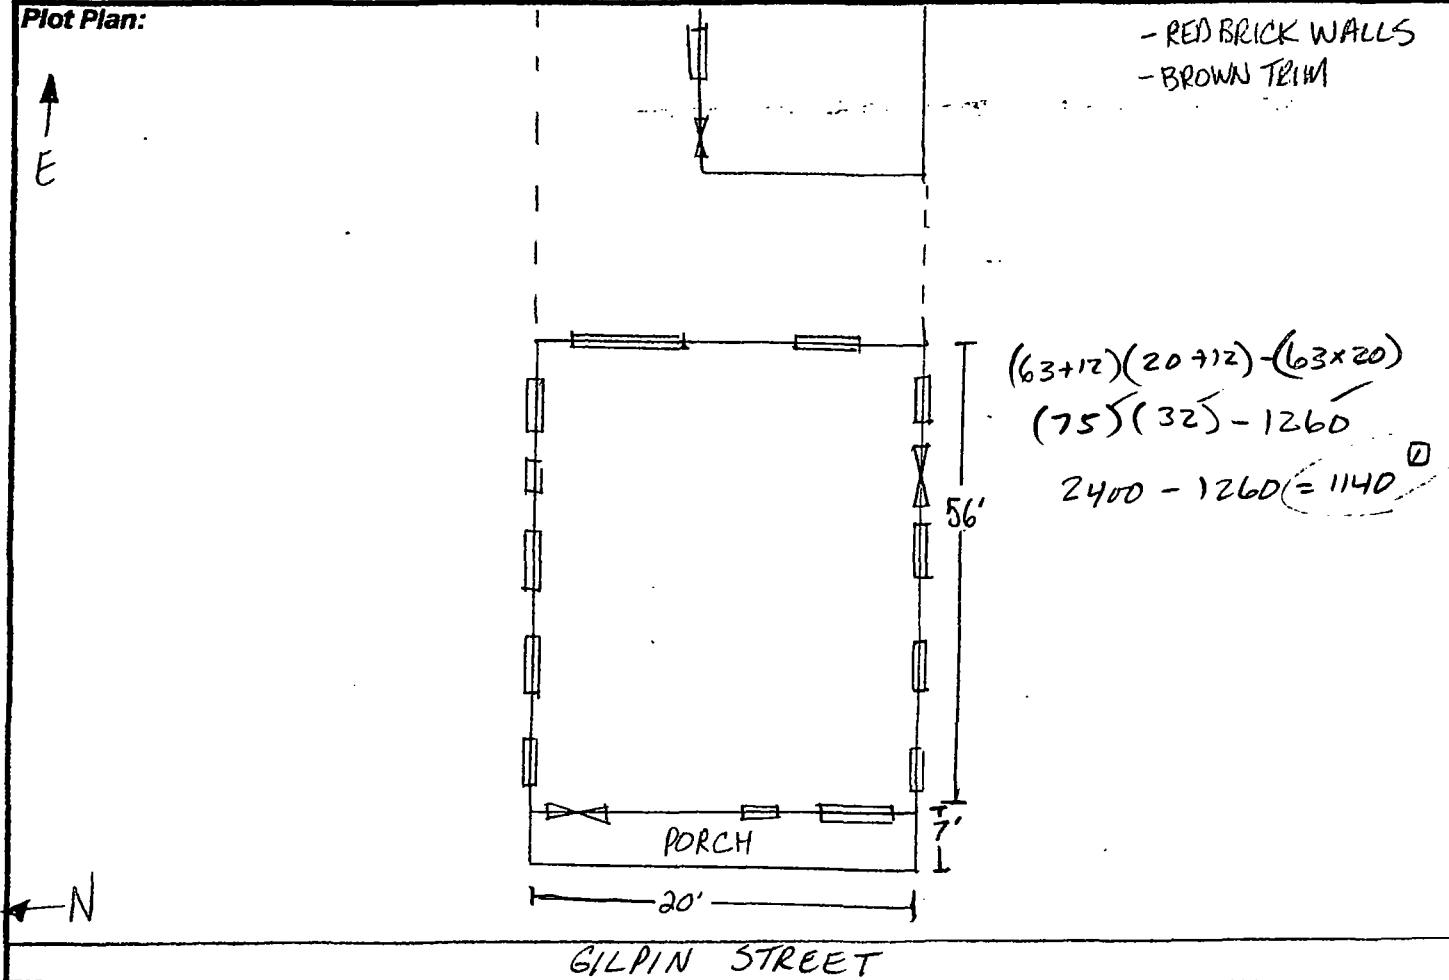 Plot Plan:
- RED BRICK WALLS
- BROWN TRIM
E
(63+12)(20+12)-(63×20)
(75)(32) - 1260
2400 - 1260 = 1140
56'
7'
PORCH
20'
N
GILPIN STREET